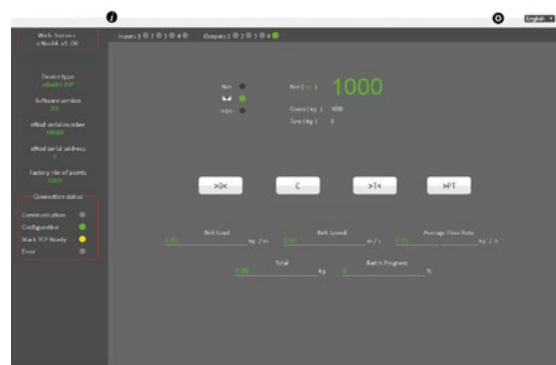 English
Web Server
eNod4 v1.00
Inputs 1 2 3 4
Outputs 1 2 3 4
Device type
Software version
eNod serial number
eNod serial address
Factory nbr of points
Connection status
Communication
Configuration
Stack TCP Ready
Error
Net
>0<
Net ( kg ) 1000
Gross ( kg ) 1000
Tare ( kg ) 0
>0< C >T< >PT
Belt Load
kg / m
Belt Speed
m / s
Average Flow Rate
kg / h
Total
kg
Batch Progress
%